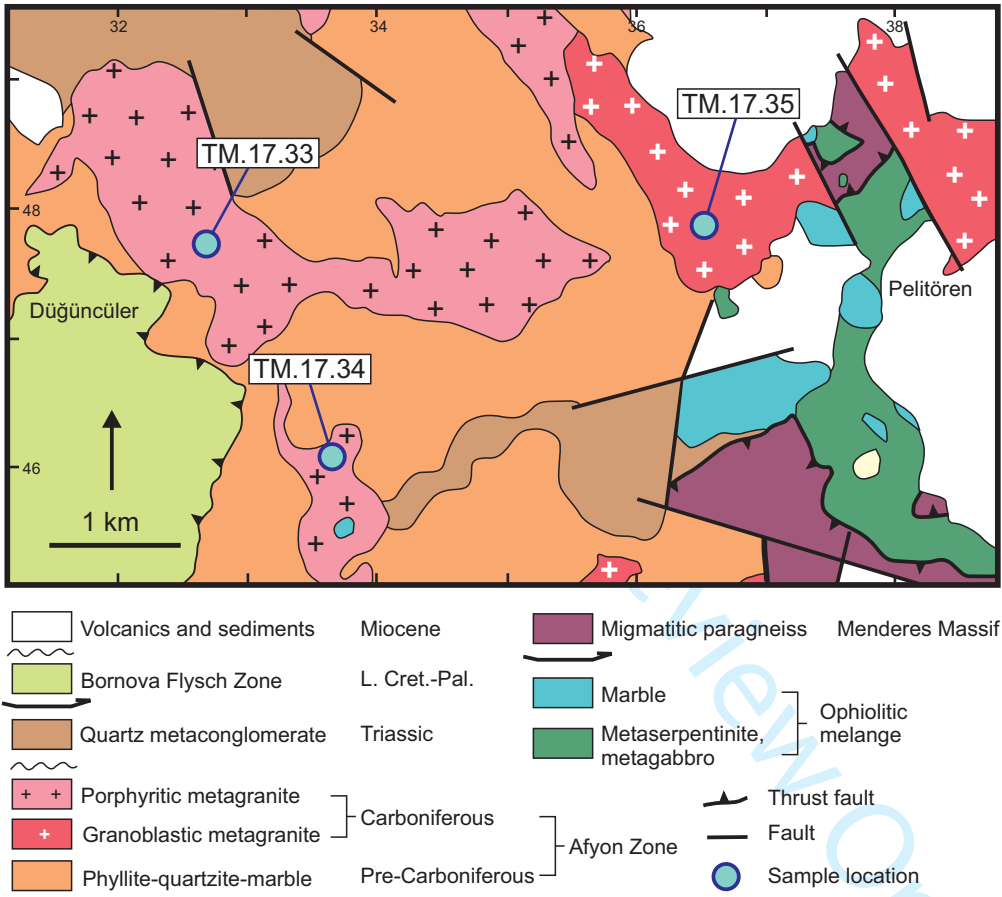 32 34 36 38
TM.17.35
TM.17.33
48
Düğüncüler
Pelitören
TM.17.34
46
1 km
Volcanics and sediments Miocene
Bornova Flysch Zone L. Cret.-Pal.
Quartz metaconglomerate Triassic
Porphyritic metagranite
Granoblastic metagranite
Carboniferous
Phyllite-quartzite-marble Pre-Carboniferous
Afyon Zone
Migmatitic paragneiss Menderes Massif
Marble
Metaserpentinite,
metagabbro
Ophiolitic
melange
Thrust fault
Fault
Sample location